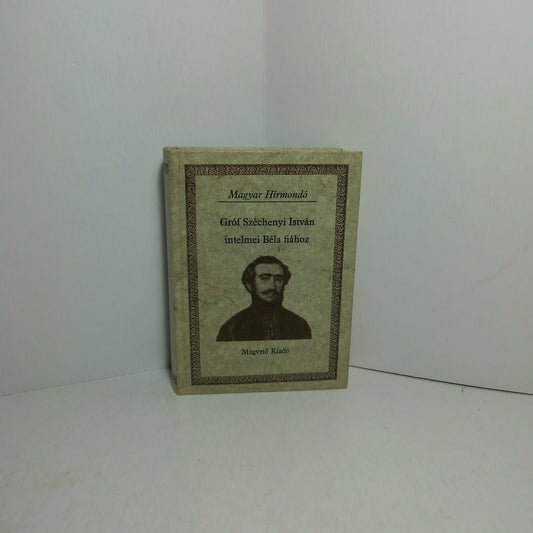 Magyar Hírmondó
Gróf Széchenyi István
intelmei Béla fiához
Magvető Kiadó